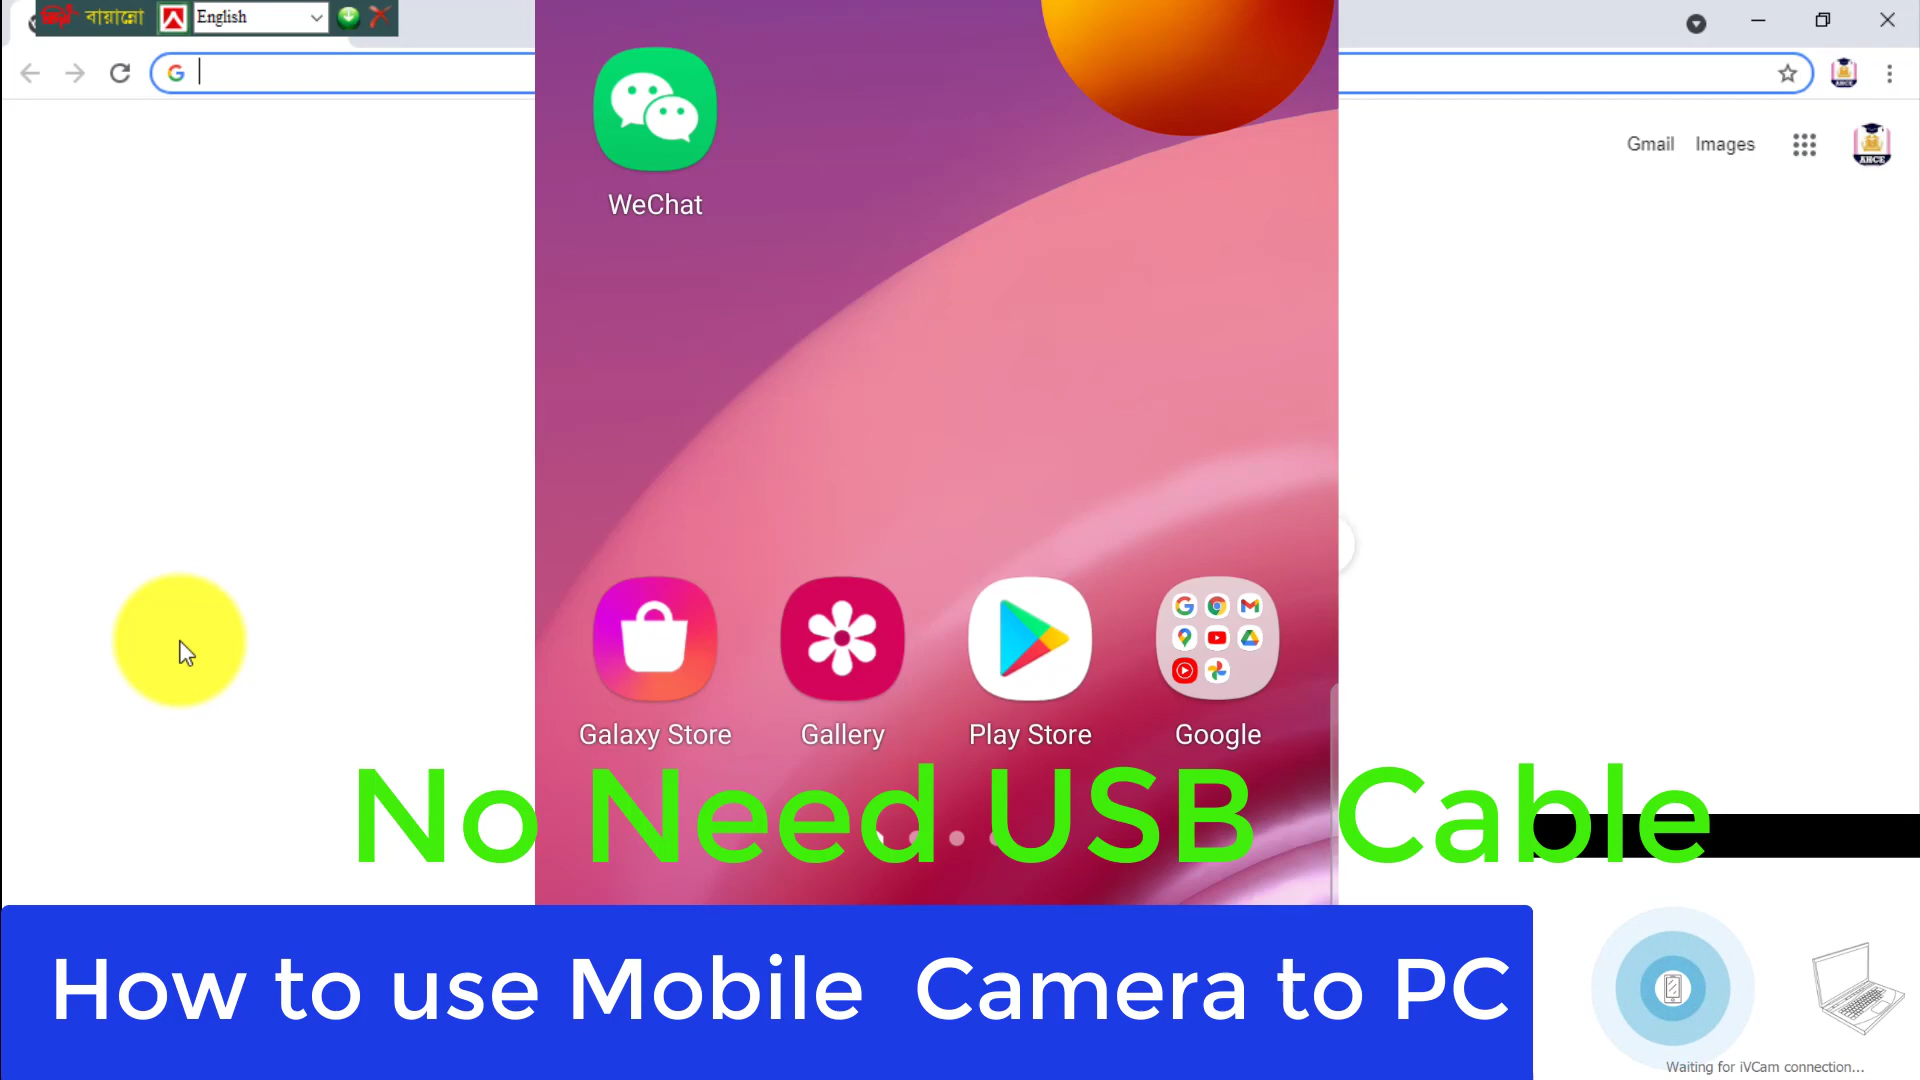 বায়ান্নো
English
Gmail
Images
AHCE
WeChat
Galaxy Store
Gallery
Play Store
Google
No Need USB Cable
How to use Mobile Camera to PC
Waiting for iVCam connection...